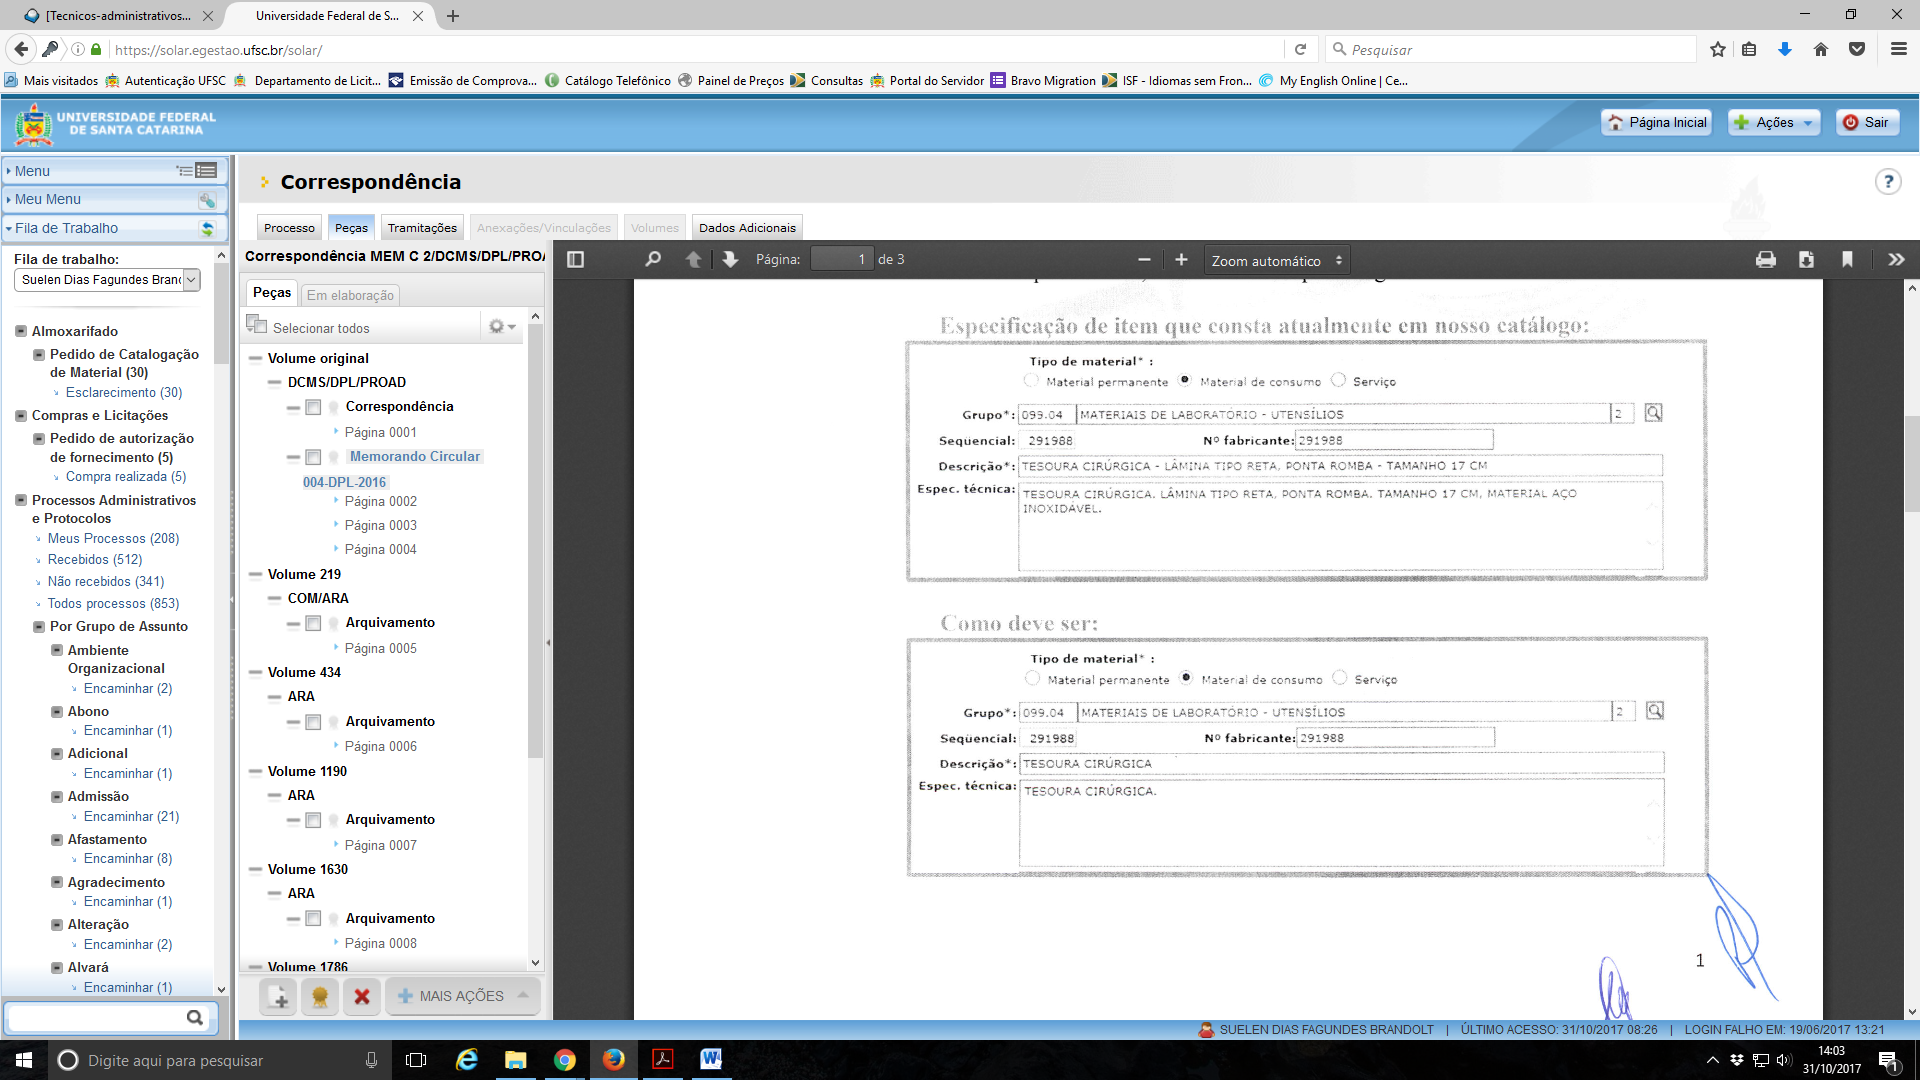 [Tecnicos-administrativos...
Universidade Federal de S...
https://solar.egestao.ufsc.br/solar/
Pesquisar
Mais visitados
Autenticação UFSC
Departamento de Licit...
Emissão de Comprova...
Catálogo Telefônico
Painel de Preços
Consultas
Portal do Servidor
Bravo Migration
ISF - Idiomas sem Fron...
My English Online | Ce...
UNIVERSIDADE FEDERAL
DE SANTA CATARINA
Página Inicial
Ações
Sair
Menu
Meu Menu
Fila de Trabalho
Fila de trabalho:
Suelen Dias Fagundes Branc
Almoxarifado
Pedido de Catalogação
de Material (30)
Esclarecimento (30)
Compras e Licitações
Pedido de autorização
de fornecimento (5)
Compra realizada (5)
Processos Administrativos
e Protocolos
Meus Processos (208)
Recebidos (512)
Não recebidos (341)
Todos processos (853)
Por Grupo de Assunto
Ambiente
Organizacional
Encaminhar (2)
Abono
Encaminhar (1)
Adicional
Encaminhar (1)
Admissão
Encaminhar (21)
Afastamento
Encaminhar (8)
Agradecimento
Encaminhar (1)
Alteração
Encaminhar (2)
Alvará
Encaminhar (1)
Correspondência
?
Processo
Peças
Tramitações
Anexações/Vinculações
Volumes
Dados Adicionais
Correspondência MEM C 2/DCMS/DPL/PROA
Peças
Em elaboração
Selecionar todos
Volume original
DCMS/DPL/PROAD
Correspondência
Página 0001
Memorando Circular
004-DPL-2016
Página 0002
Página 0003
Página 0004
Volume 219
COM/ARA
Arquivamento
Página 0005
Volume 434
ARA
Arquivamento
Página 0006
Volume 1190
ARA
Arquivamento
Página 0007
Volume 1630
ARA
Arquivamento
Página 0008
Volume 1786
MAIS AÇÕES
Página:
1
de 3
Zoom automático
Especificação de item que consta atualmente em nosso catálogo:
Tipo de material* :
Material permanente
Material de consumo
Serviço
Grupo*: 099.04 MATERIAIS DE LABORATÓRIO - UTENSÍLIOS 2
Seqüencial: 291988
Nº fabricante: 291988
Descrição*: TESOURA CIRÚRGICA - LÂMINA TIPO RETA, PONTA ROMBA - TAMANHO 17 CM
Espec. técnica: TESOURA CIRÚRGICA. LÂMINA TIPO RETA, PONTA ROMBA. TAMANHO 17 CM, MATERIAL AÇO
INOXIDÁVEL.
Como deve ser:
Tipo de material* :
Material permanente
Material de consumo
Serviço
Grupo*: 099.04 MATERIAIS DE LABORATÓRIO - UTENSÍLIOS 2
Seqüencial: 291988
Nº fabricante: 291988
Descrição*: TESOURA CIRÚRGICA
Espec. técnica: TESOURA CIRÚRGICA.
1
SUELEN DIAS FAGUNDES BRANDOLT | ÚLTIMO ACESSO: 31/10/2017 08:26 | LOGIN FALHO EM: 19/06/2017 13:21
Digite aqui para pesquisar
14:03
31/10/2017
1